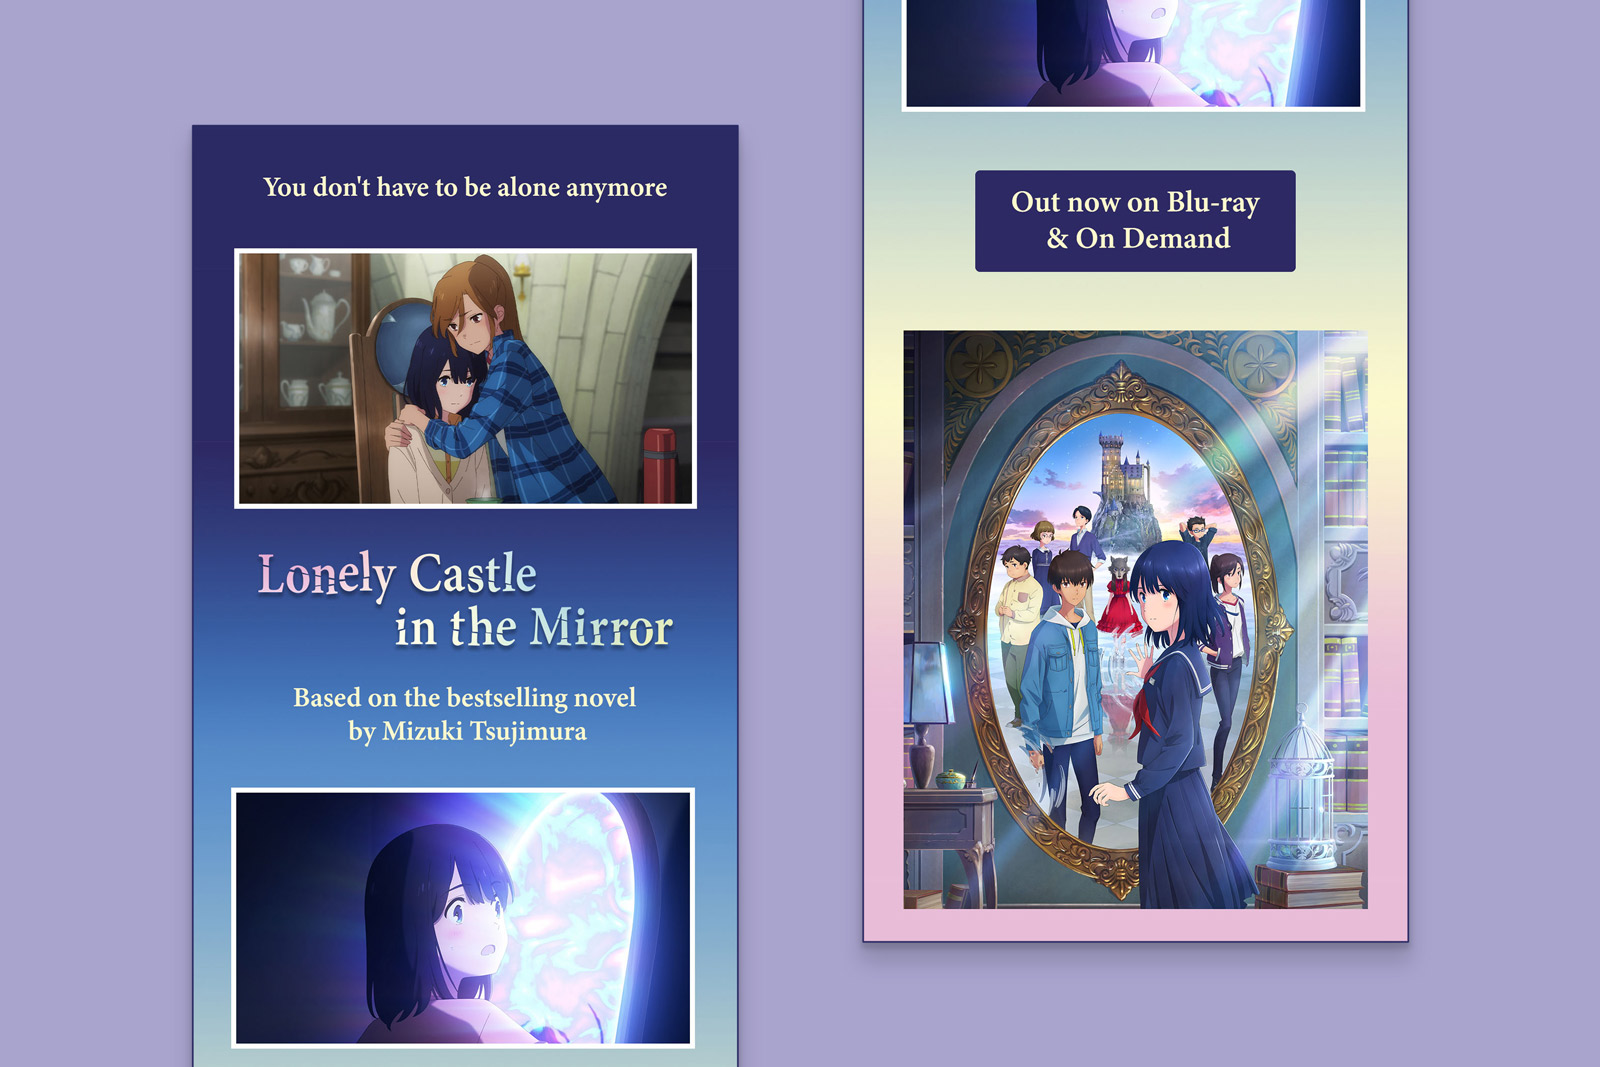 You don't have to be alone anymore
Lonely Castle
in the Mirror
Based on the bestselling novel
by Mizuki Tsujimura
Out now on Blu-ray
& On Demand